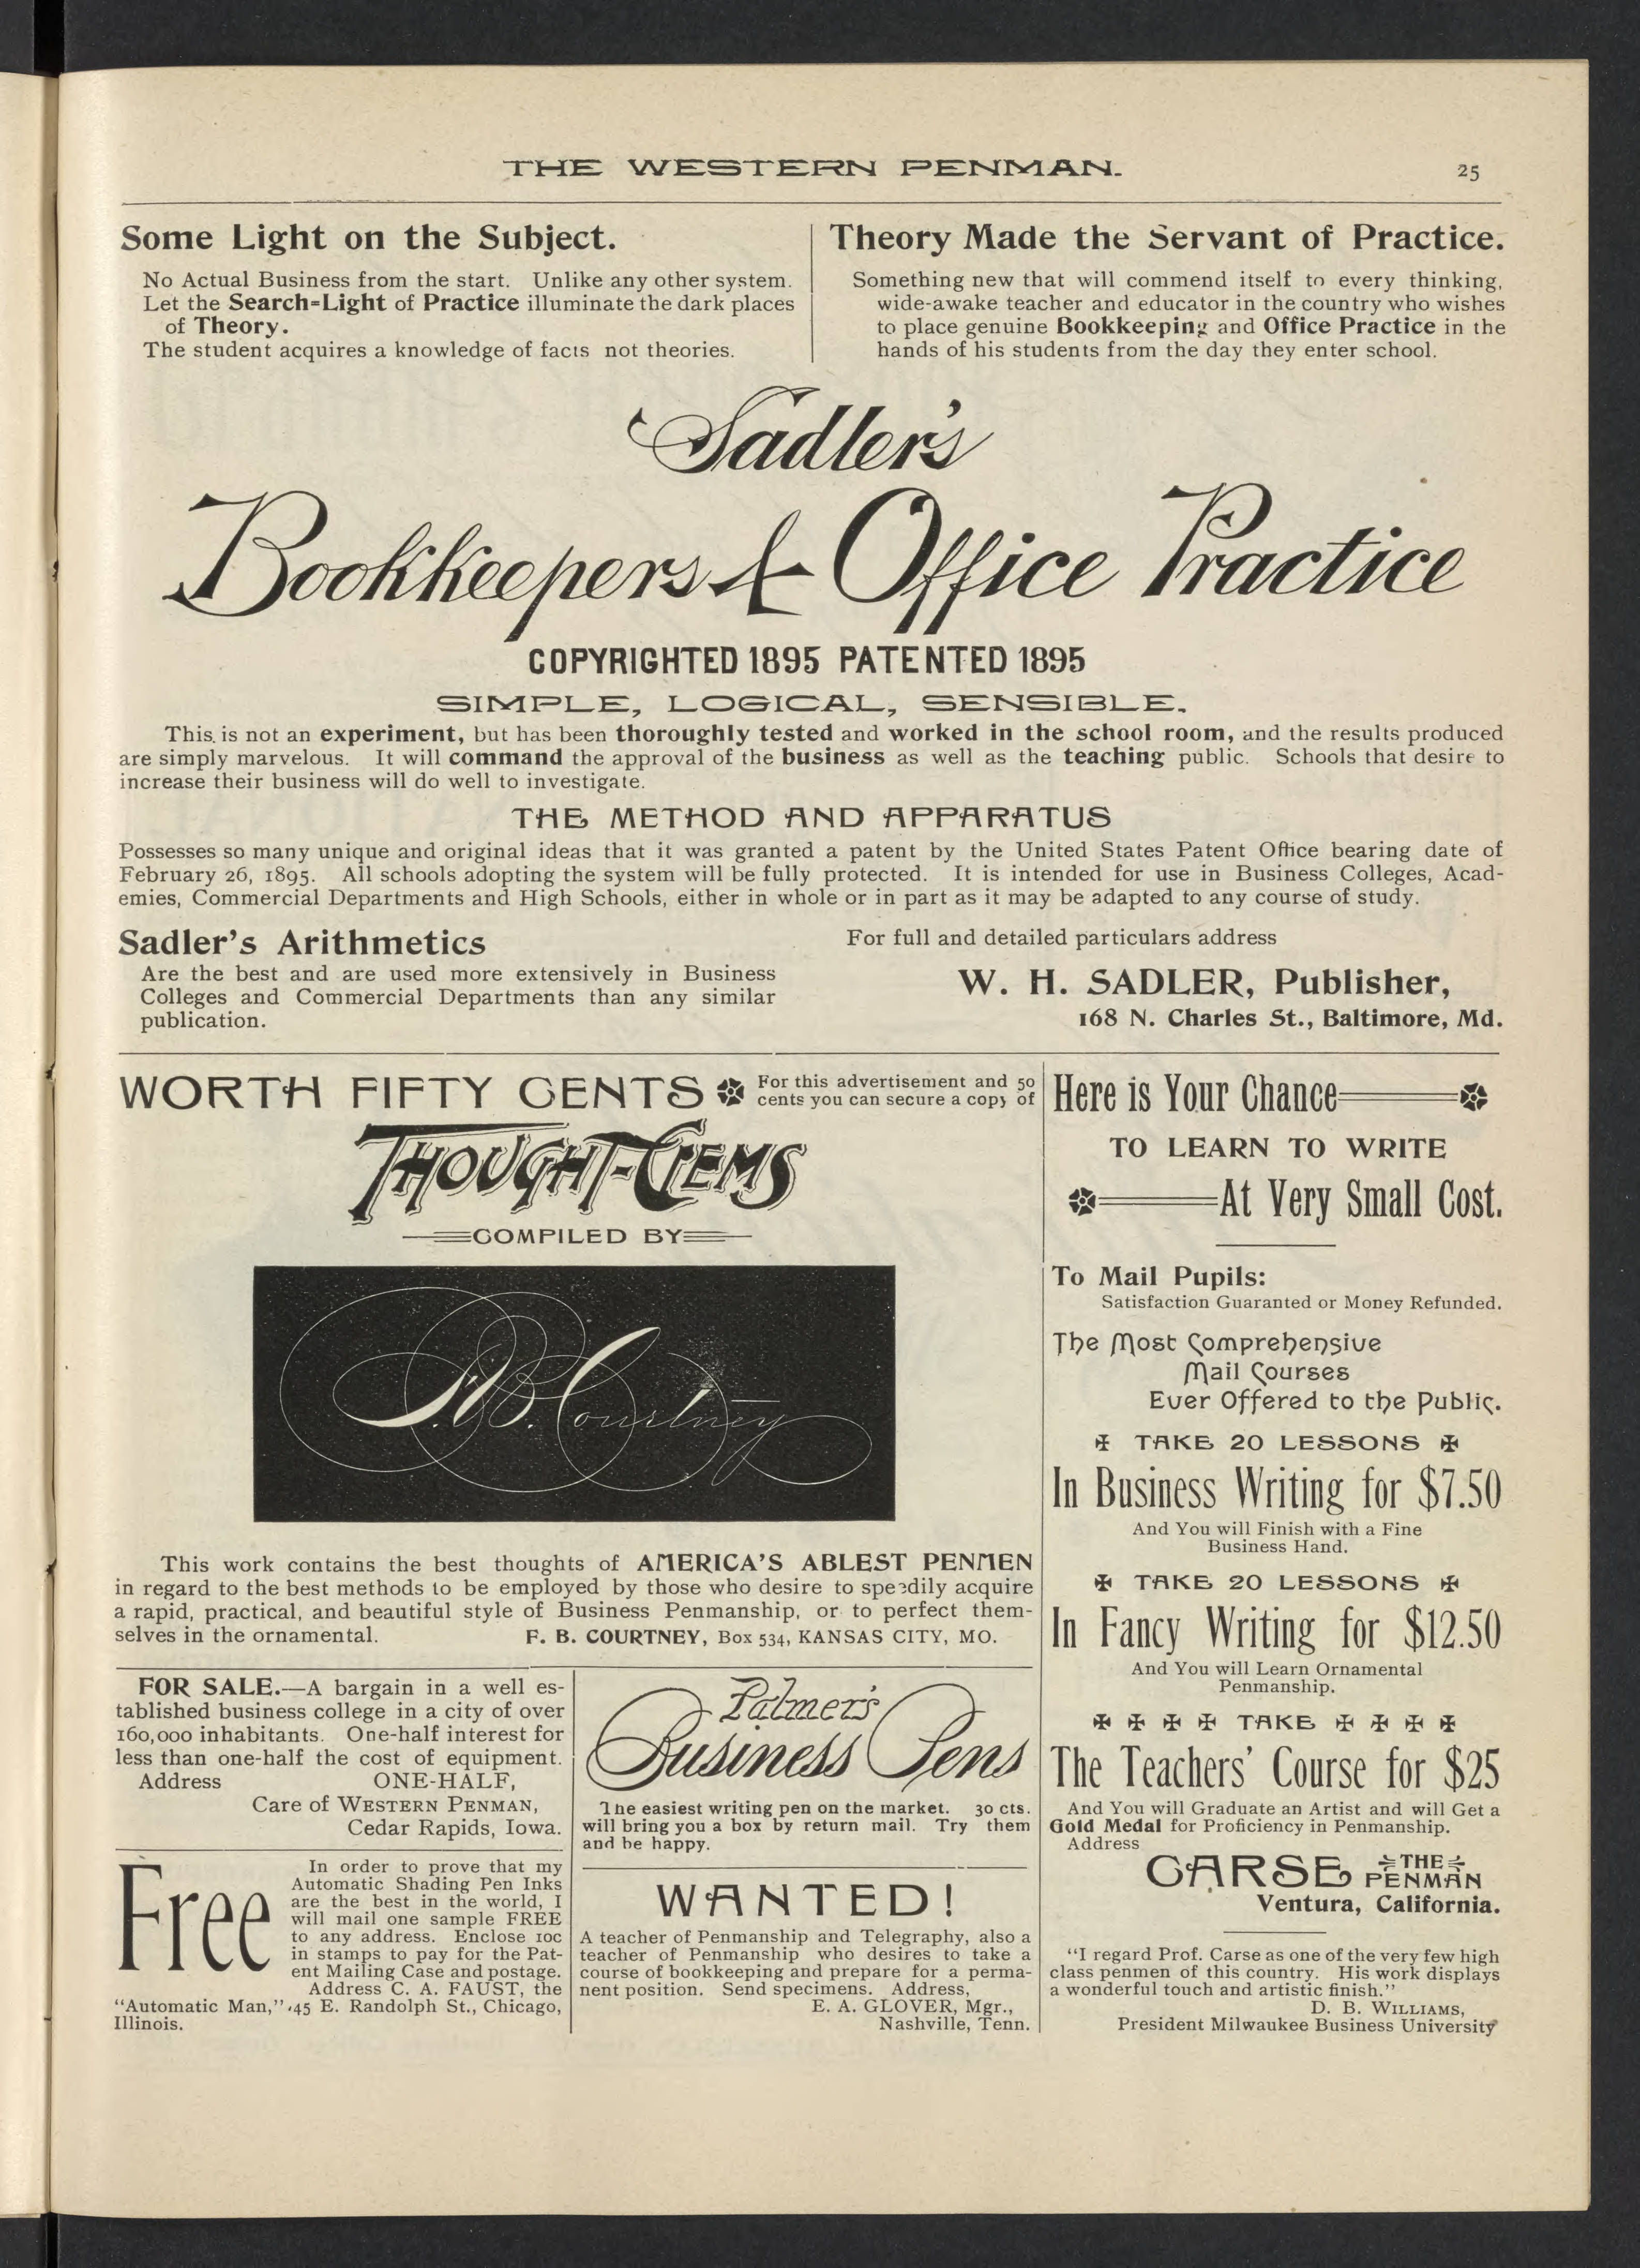 THE WESTERN PENMAN.
25
Some Light on the Subject.
No Actual Business from the start. Unlike any other system.
Let the Search=Light of Practice illuminate the dark places
of Theory.
The student acquires a knowledge of facts not theories.
Theory Made the Servant of Practice.
Something new that will commend itself to every thinking,
wide-awake teacher and educator in the country who wishes
to place genuine Bookkeeping and Office Practice in the
hands of his students from the day they enter school.
Sadler's
Bookkeepers & Office Practice
COPYRIGHTED 1895 PATENTED 1895
SIMPLE, LOGICAL, SENSIBLE.
This is not an experiment, but has been thoroughly tested and worked in the school room, and the results produced
are simply marvelous. It will command the approval of the business as well as the teaching public. Schools that desire to
increase their business will do well to investigate.
THE METHOD AND APPARATUS
Possesses so many unique and original ideas that it was granted a patent by the United States Patent Office bearing date of
February 26, 1895. All schools adopting the system will be fully protected. It is intended for use in Business Colleges, Acad-
emies, Commercial Departments and High Schools, either in whole or in part as it may be adapted to any course of study.
Sadler's Arithmetics
Are the best and are used more extensively in Business
Colleges and Commercial Departments than any similar
publication.
For full and detailed particulars address
W. H. SADLER, Publisher,
168 N. Charles St., Baltimore, Md.
WORTH FIFTY CENTS
For this advertisement and 50
cents you can secure a copy of
THOUGHT-GEMS
COMPILED BY
F. B. Courtney
This work contains the best thoughts of AMERICA'S ABLEST PENMEN
in regard to the best methods to be employed by those who desire to speedily acquire
a rapid, practical, and beautiful style of Business Penmanship, or to perfect them-
selves in the ornamental. F. B. COURTNEY, Box 534, KANSAS CITY, MO.
FOR SALE.—A bargain in a well es-
tablished business college in a city of over
160,000 inhabitants. One-half interest for
less than one-half the cost of equipment.
Address ONE-HALF,
Care of WESTERN PENMAN,
Cedar Rapids, Iowa.
Free
In order to prove that my
Automatic Shading Pen Inks
are the best in the world, I
will mail one sample FREE
to any address. Enclose 10c
in stamps to pay for the Pat-
ent Mailing Case and postage.
Address C. A. FAUST, the
"Automatic Man," 45 E. Randolph St., Chicago,
Illinois.
Palmer's
Business Pens
The easiest writing pen on the market. 30 cts.
will bring you a box by return mail. Try them
and be happy.
WANTED!
A teacher of Penmanship and Telegraphy, also a
teacher of Penmanship who desires to take a
course of bookkeeping and prepare for a perma-
nent position. Send specimens. Address,
E. A. GLOVER, Mgr.,
Nashville, Tenn.
Here is Your Chance
TO LEARN TO WRITE
At Very Small Cost.
To Mail Pupils:
Satisfaction Guaranted or Money Refunded.
The Most Comprehensive
Mail Courses
Ever Offered to the Public.
TAKE 20 LESSONS
In Business Writing for $7.50
And You will Finish with a Fine
Business Hand.
TAKE 20 LESSONS
In Fancy Writing for $12.50
And You will Learn Ornamental
Penmanship.
TAKE
The Teachers' Course for $25
And You will Graduate an Artist and will Get a
Gold Medal for Proficiency in Penmanship.
Address
CARSE THE
PENMAN
Ventura, California.
"I regard Prof. Carse as one of the very few high
class penmen of this country. His work displays
a wonderful touch and artistic finish."
D. B. WILLIAMS,
President Milwaukee Business University